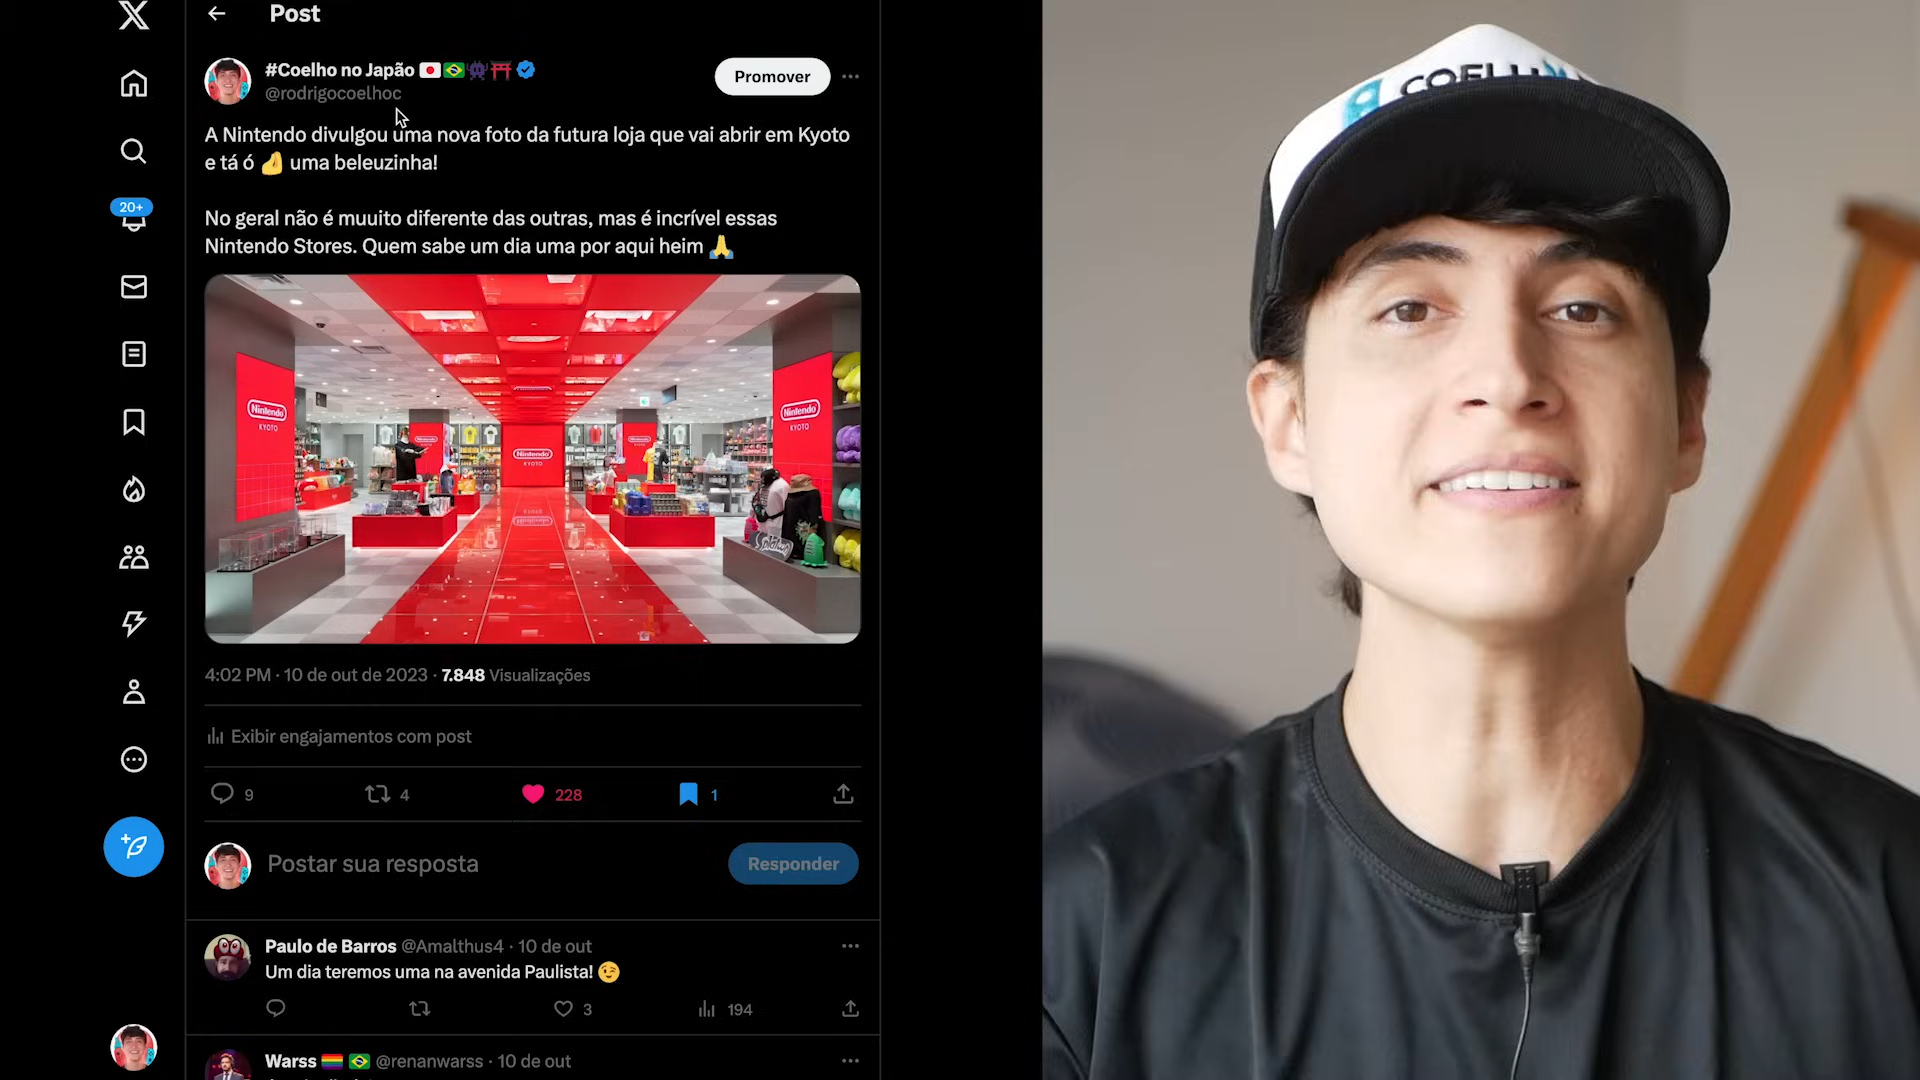 Post
#Coelho no Japão 🇯🇵🇧🇷👾⛩️
@rodrigocoelhoc
Promover
A Nintendo divulgou uma nova foto da futura loja que vai abrir em Kyoto
e tá ó 🤌 uma beleuzinha!
No geral não é muuito diferente das outras, mas é incrível essas
Nintendo Stores. Quem sabe um dia uma por aqui heim 🙏
20+
Nintendo
KYOTO
Nintendo
KYOTO
Nintendo
KYOTO
Splatoon
4:02 PM · 10 de out de 2023 · 7.848 Visualizações
Exibir engajamentos com post
9
4
228
1
Postar sua resposta
Responder
Paulo de Barros @Amalthus4 · 10 de out
Um dia teremos uma na avenida Paulista! 😉
3
194
Warss 🏳️‍🌈 🇧🇷 @renanwarss · 10 de out